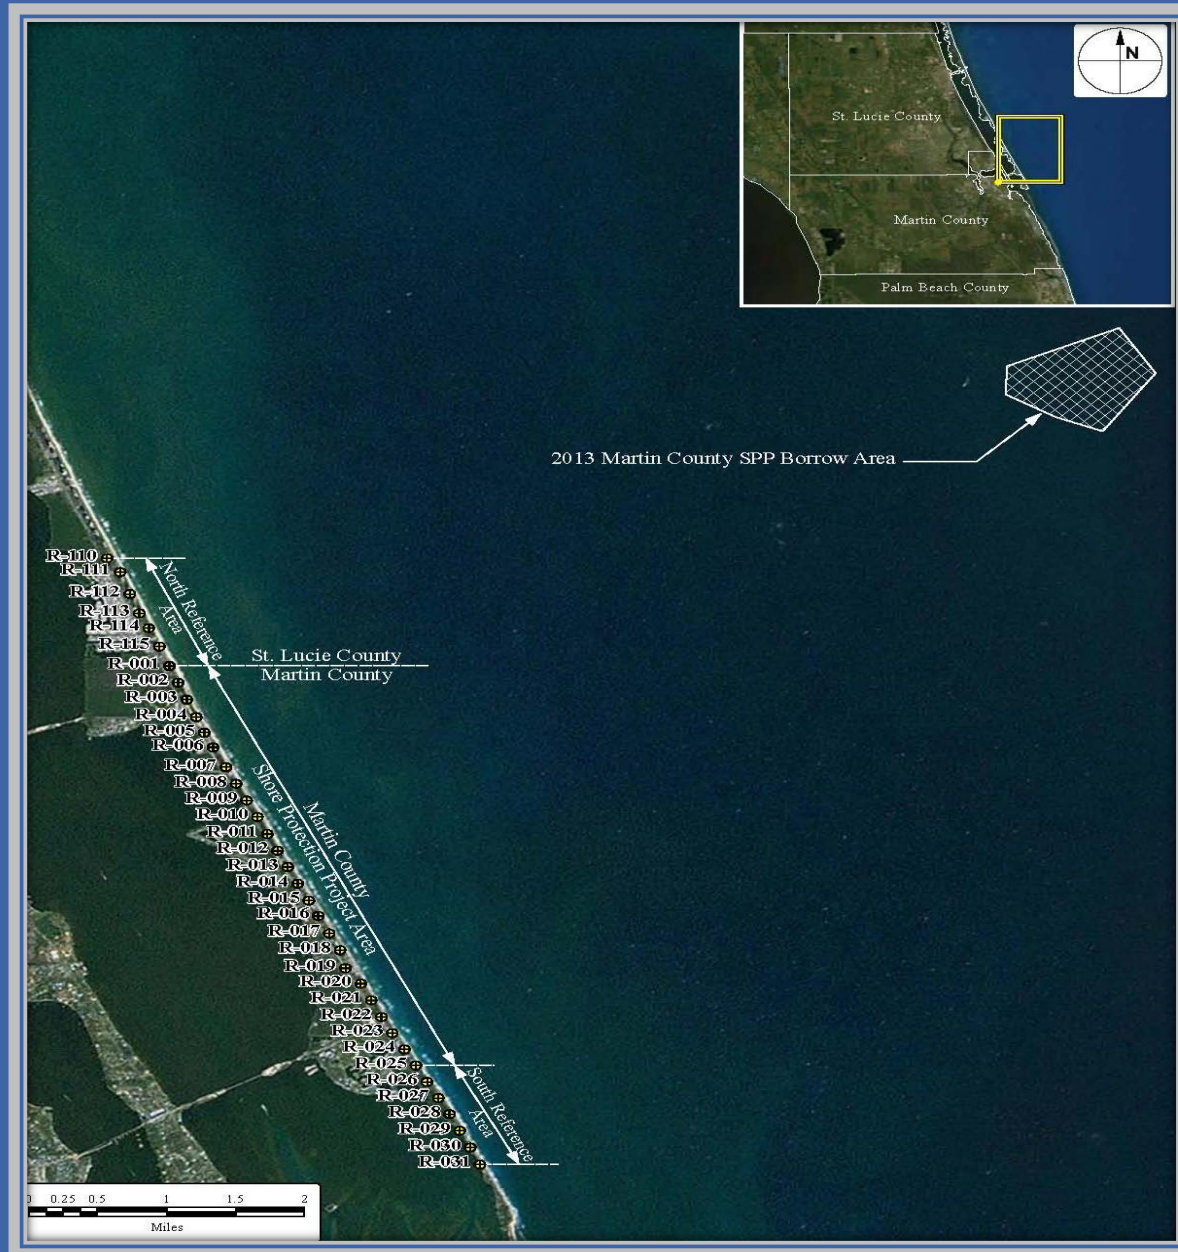 N
St. Lucie County
Martin County
Palm Beach County
2013 Martin County SPP Borrow Area
R-110
R-111
R-112
R-113
R-114
R-115
R-001
R-002
R-003
R-004
R-005
R-006
R-007
R-008
R-009
R-010
R-011
R-012
R-013
R-014
R-015
R-016
R-017
R-018
R-019
R-020
R-021
R-022
R-023
R-024
R-025
R-026
R-027
R-028
R-029
R-030
R-031
North Reference
Area
St. Lucie County
Martin County
Martin County
Shore Protection Project Area
South Reference
Area
0 0.25 0.5 1 1.5 2
Miles